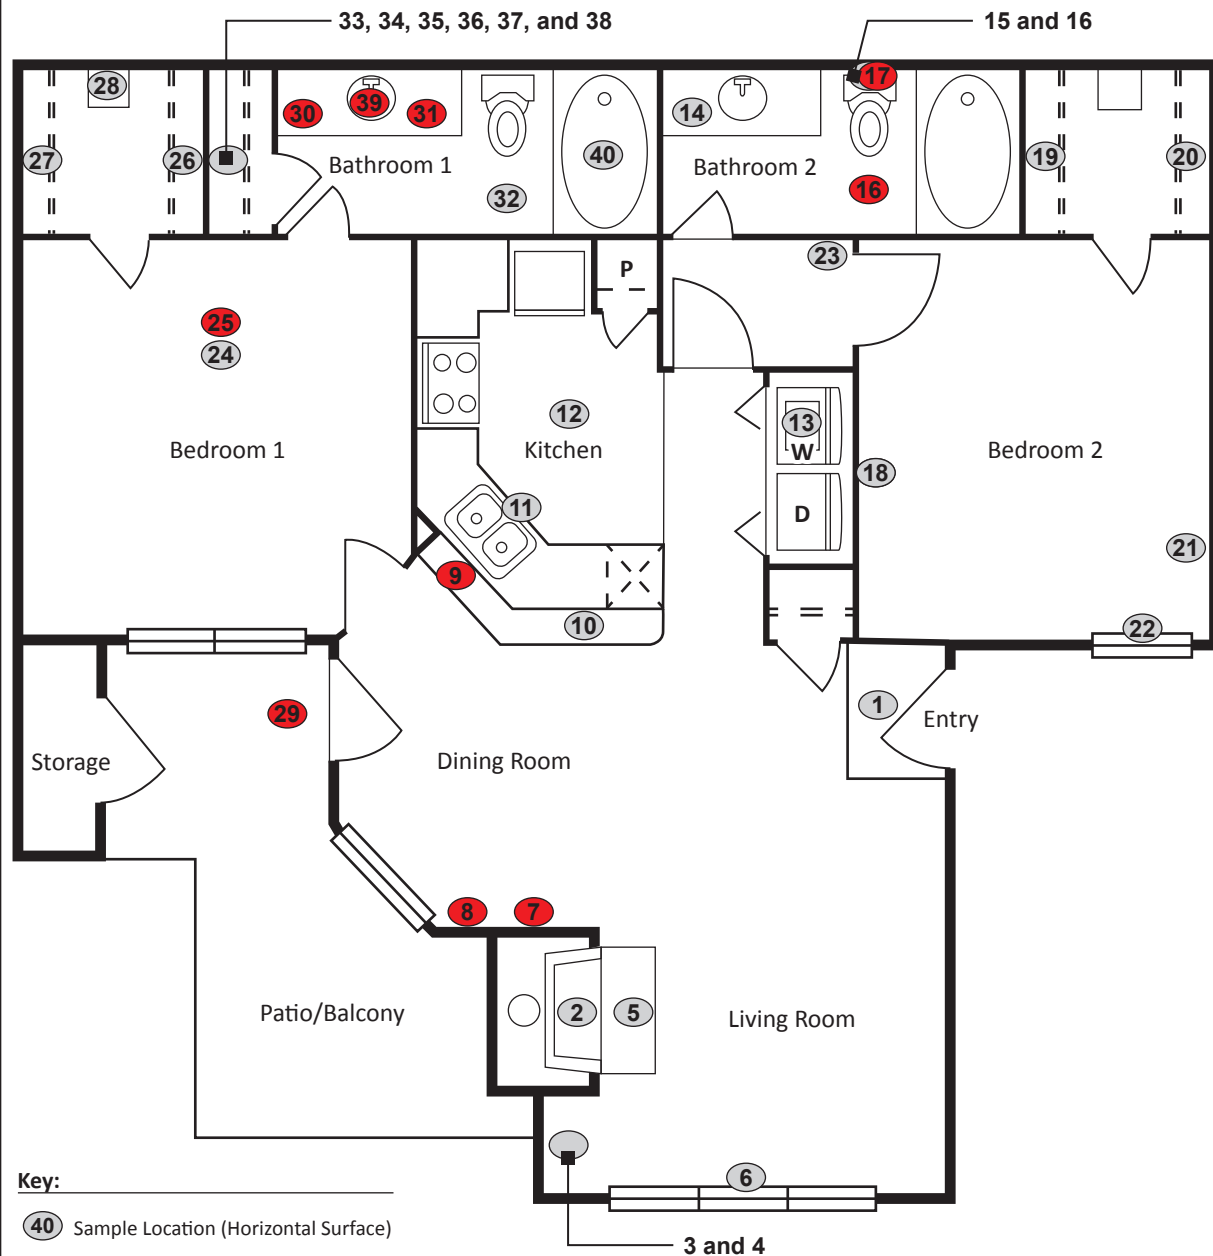 33, 34, 35, 36, 37, and 38
15 and 16
28
17
30
39
31
14
27
26
Bathroom 1
40
Bathroom 2
19
20
32
16
23
P
25
24
12
13
Bedroom 1
Kitchen
W
Bedroom 2
18
11
D
21
9
10
22
29
1
Entry
Storage
Dining Room
8
7
Patio/Balcony
2
5
Living Room
6
Key:
40 Sample Location (Horizontal Surface)
3 and 4